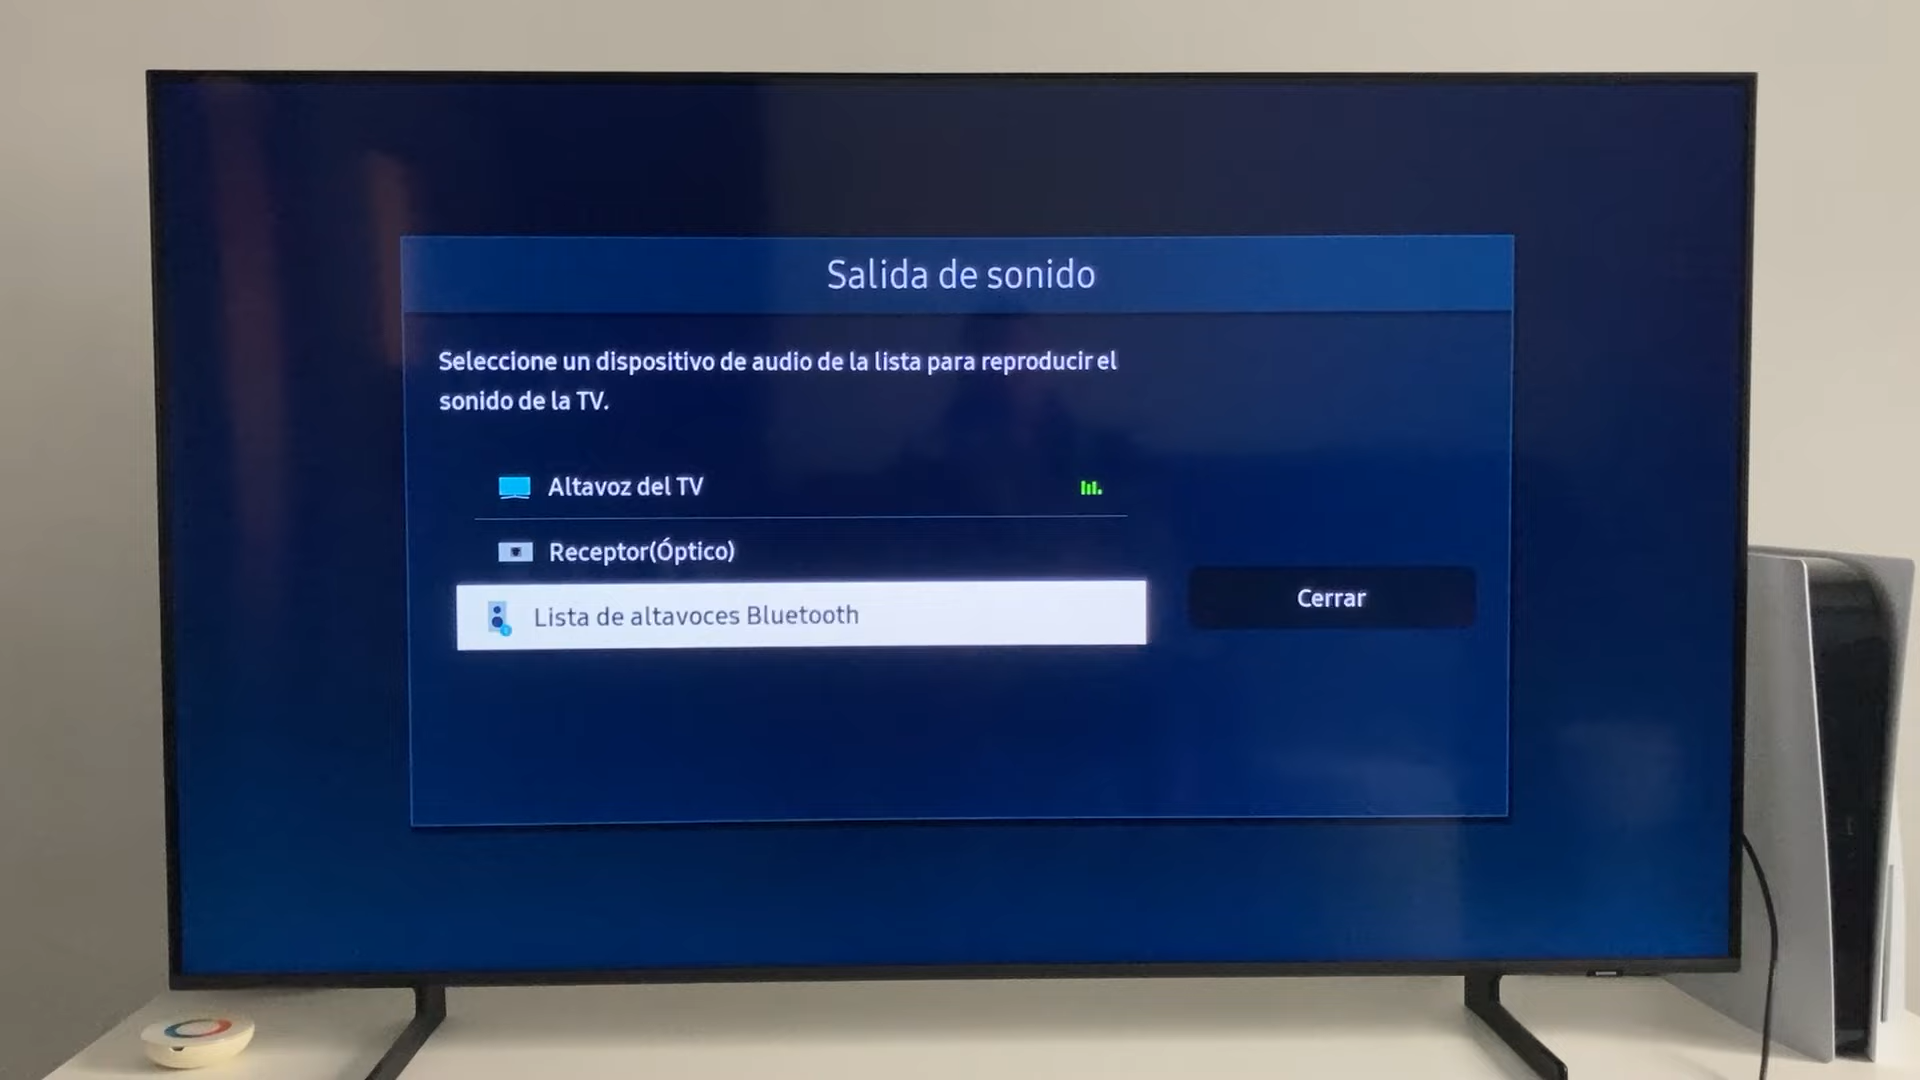 Salida de sonido
Seleccione un dispositivo de audio de la lista para reproducir el
sonido de la TV.
Altavoz del TV
Receptor(Óptico)
Lista de altavoces Bluetooth
Cerrar